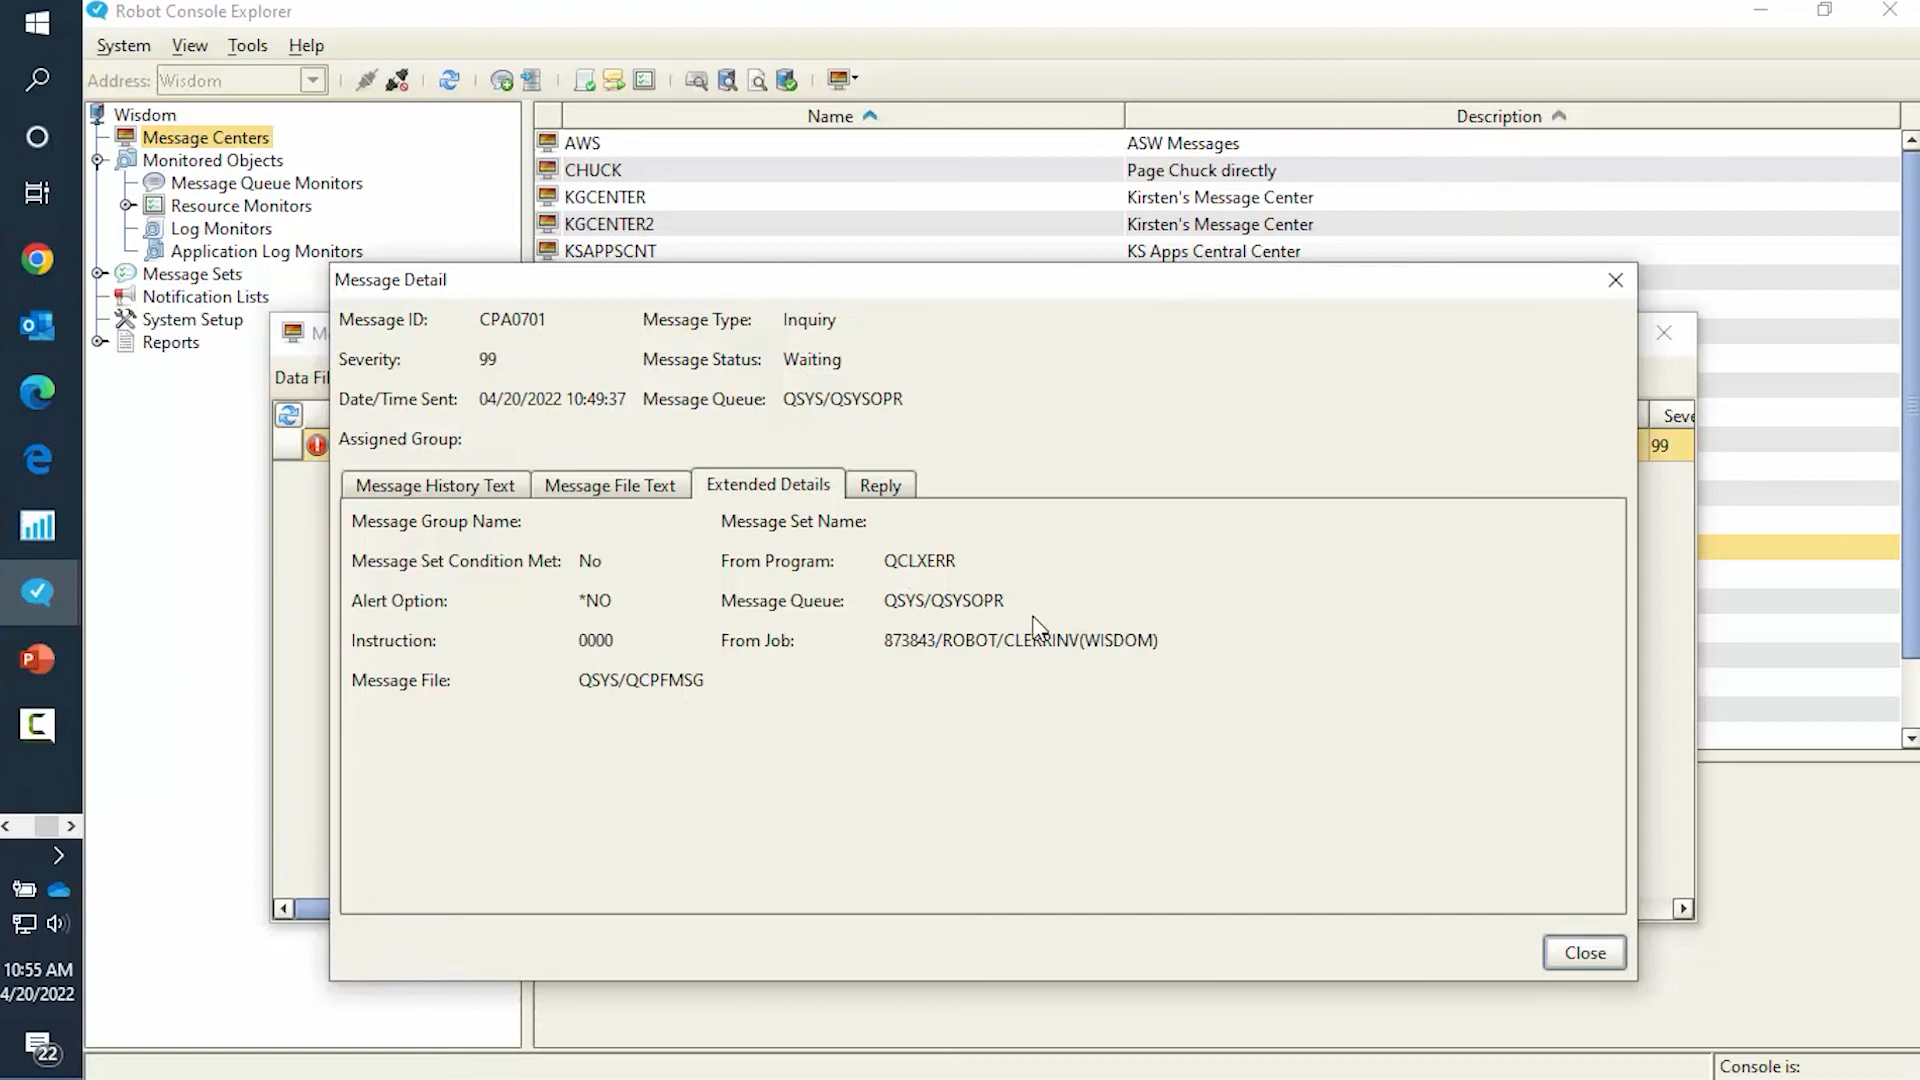 Robot Console Explorer
System View Tools Help
Address: Wisdom
Wisdom
Message Centers
Monitored Objects
Message Queue Monitors
Resource Monitors
Log Monitors
Application Log Monitors
Message Sets
Notification Lists
System Setup
Reports
Name Description
AWS ASW Messages
CHUCK Page Chuck directly
KGCENTER Kirsten's Message Center
KGCENTER2 Kirsten's Message Center
KSAPPSCNT KS Apps Central Center
Data Fil
Seve
99
Message Detail
Message ID: CPA0701 Message Type: Inquiry
Severity: 99 Message Status: Waiting
Date/Time Sent: 04/20/2022 10:49:37 Message Queue: QSYS/QSYSOPR
Assigned Group:
Message History Text Message File Text Extended Details Reply
Message Group Name: Message Set Name:
Message Set Condition Met: No From Program: QCLXERR
Alert Option: *NO Message Queue: QSYS/QSYSOPR
Instruction: 0000 From Job: 873843/ROBOT/CLEARINV(WISDOM)
Message File: QSYS/QCPFMSG
Close
10:55 AM
4/20/2022
22
Console is: